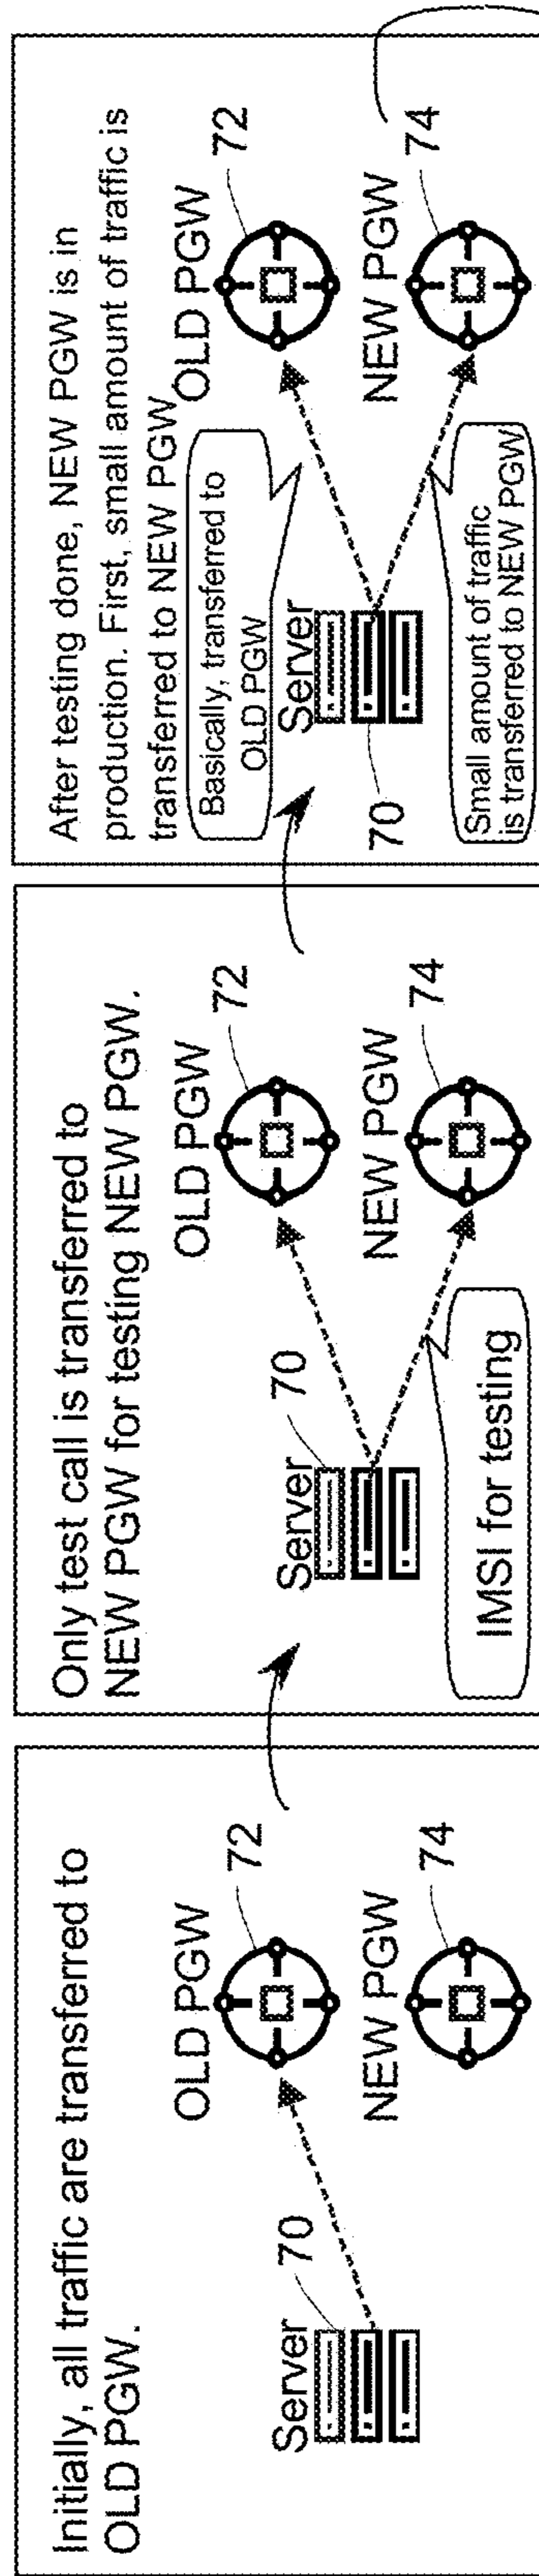 Initially, all traffic are transferred to
OLD PGW.
OLD PGW
72
Server
70
NEW PGW
74
Only test call is transferred to
NEW PGW for testing NEW PGW.
OLD PGW
72
Server
70
NEW PGW
74
IMSI for testing
After testing done, NEW PGW is in
production. First, small amount of traffic is
transferred to NEW PGW
OLD PGW
72
Basically, transferred to
OLD PGW
Server
70
NEW PGW
74
Small amount of traffic
is transferred to NEW PGW